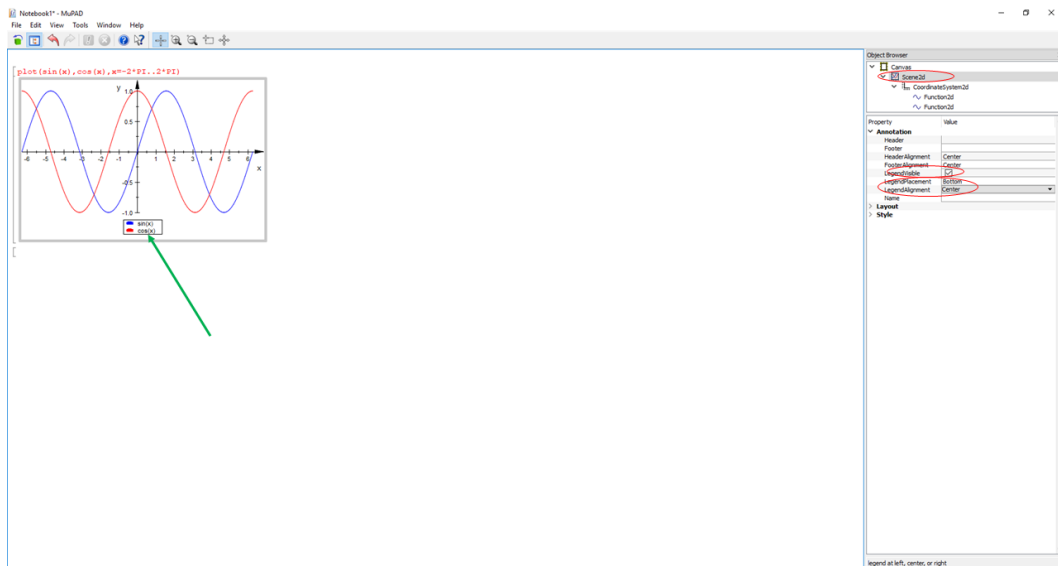 Notebook1* - MuPAD
File Edit View Tools Window Help
plot(sin(x),cos(x),x=-2*PI..2*PI)
y
1.0
0.5
-6 -5 -4 -3 -2 -1 1 2 3 4 5 6
x
-0.5
-1.0
sin(x)
cos(x)
Object Browser
Canvas
Scene2d
CoordinateSystem2d
Function2d
Function2d
Property Value
Annotation
Header
Footer
HeaderAlignment Center
FooterAlignment Center
LegendVisible
LegendPlacement Bottom
LegendAlignment Center
Name
Layout
Style
legend at left, center, or right